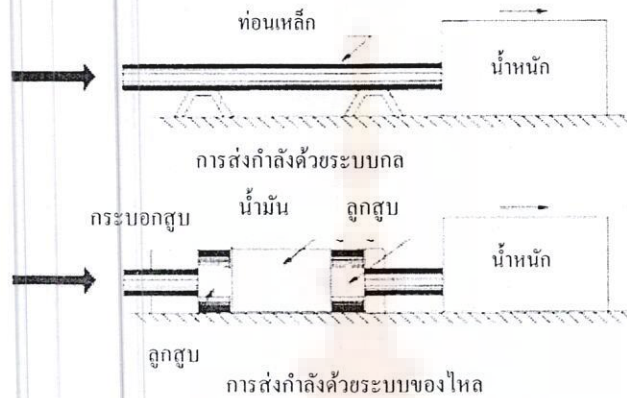 ท่อนเหล็ก
น้ำหนัก
การส่งกำลังด้วยระบบกล
น้ำมัน ลูกสูบ
กระบอกสูบ
น้ำหนัก
ลูกสูบ
การส่งกำลังด้วยระบบของไหล